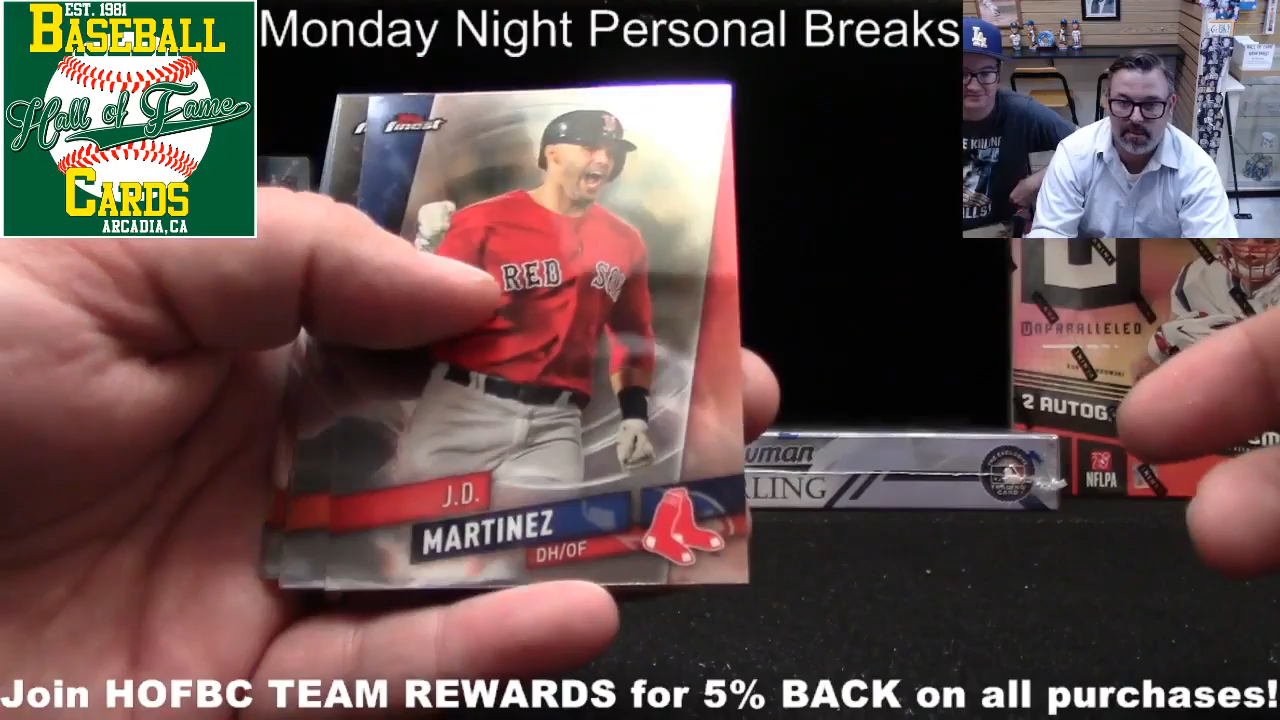 EST. 1981
BASEBALL
Hall of Fame
CARDS
ARCADIA, CA
Monday Night Personal Breaks
finest
RED SOX
J.D.
MARTINEZ
DH/OF
UNPARALLELED
2 AUTOG
NFLPA
Join HOFBC TEAM REWARDS for 5% BACK on all purchases!